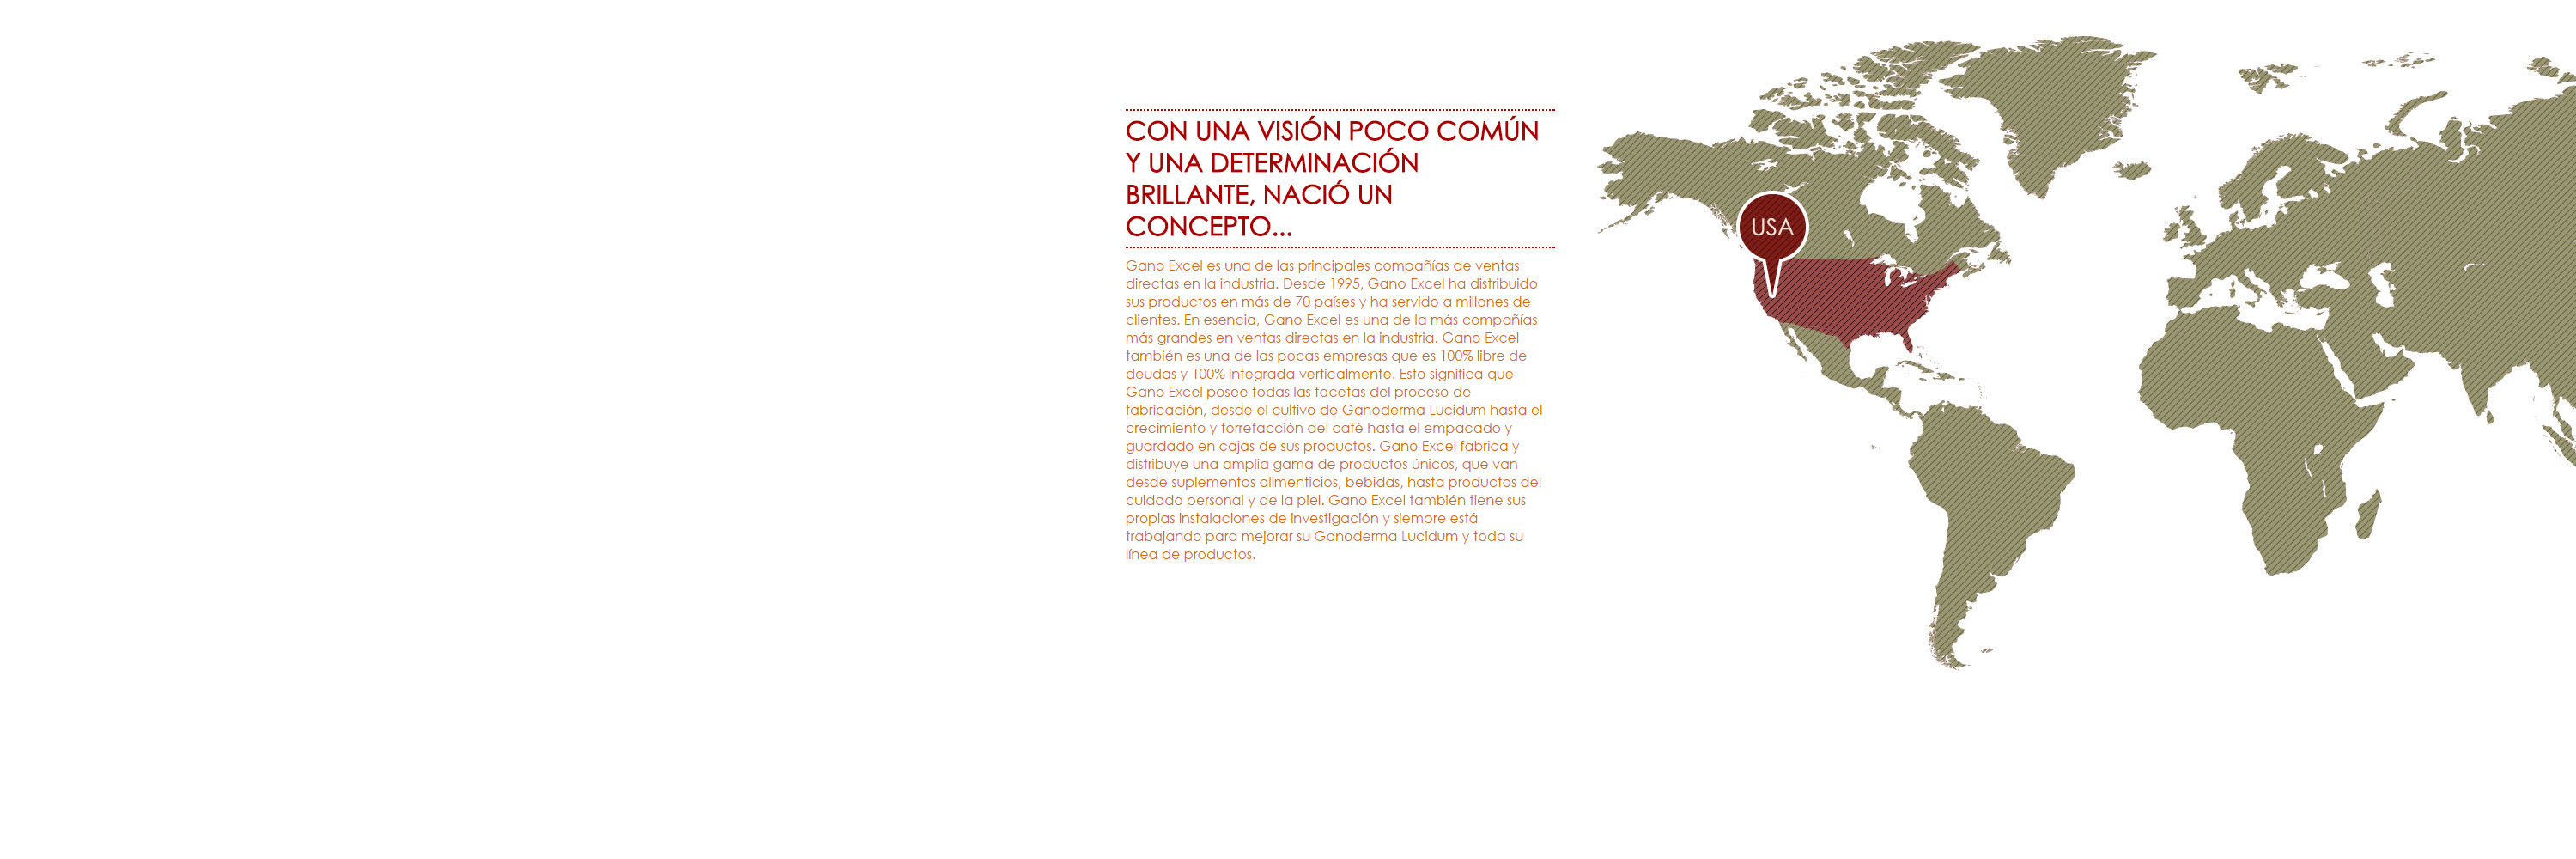 CON UNA VISIÓN POCO COMÚN
Y UNA DETERMINACIÓN
BRILLANTE, NACIÓ UN
CONCEPTO...
Gano Excel es una de las principales compañías de ventas
directas en la industria. Desde 1995, Gano Excel ha distribuido
sus productos en más de 70 países y ha servido a millones de
clientes. En esencia, Gano Excel es una de la más compañías
más grandes en ventas directas en la industria. Gano Excel
también es una de las pocas empresas que es 100% libre de
deudas y 100% integrada verticalmente. Esto significa que
Gano Excel posee todas las facetas del proceso de
fabricación, desde el cultivo de Ganoderma Lucidum hasta el
crecimiento y torrefacción del café hasta el empacado y
guardado en cajas de sus productos. Gano Excel fabrica y
distribuye una amplia gama de productos únicos, que van
desde suplementos alimenticios, bebidas, hasta productos del
cuidado personal y de la piel. Gano Excel también tiene sus
propias instalaciones de investigación y siempre está
trabajando para mejorar su Ganoderma Lucidum y toda su
línea de productos.
USA